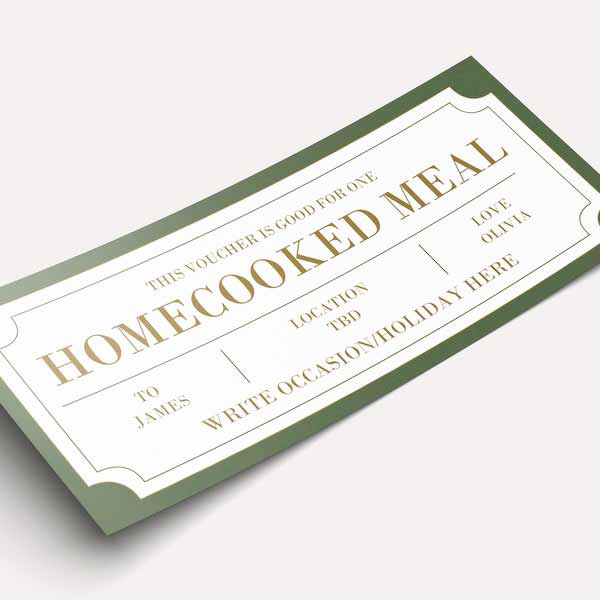 THIS VOUCHER IS GOOD FOR ONE
HOMECOOKED MEAL
TO
JAMES
LOCATION
TBD
LOVE
OLIVIA
WRITE OCCASION/HOLIDAY HERE